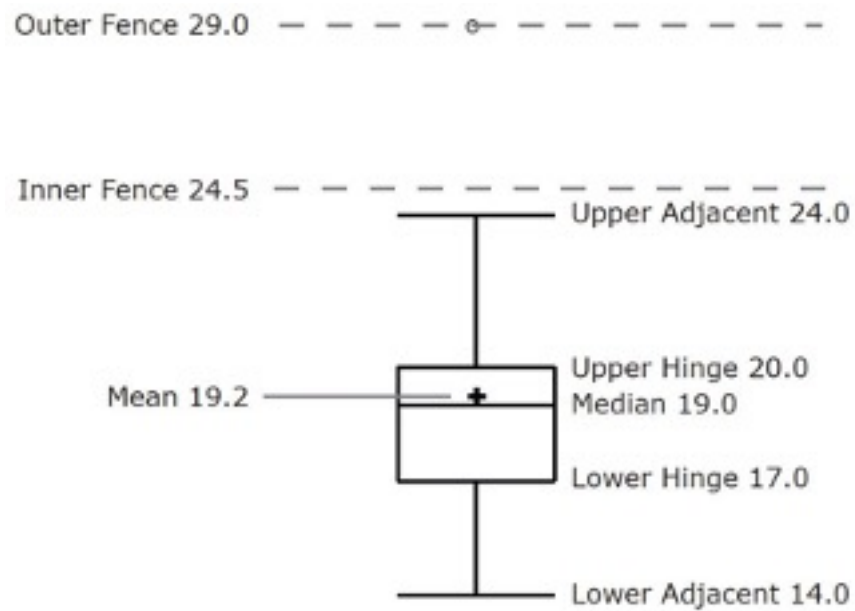 Outer Fence 29.0
Inner Fence 24.5
Upper Adjacent 24.0
Upper Hinge 20.0
Mean 19.2
Median 19.0
Lower Hinge 17.0
Lower Adjacent 14.0